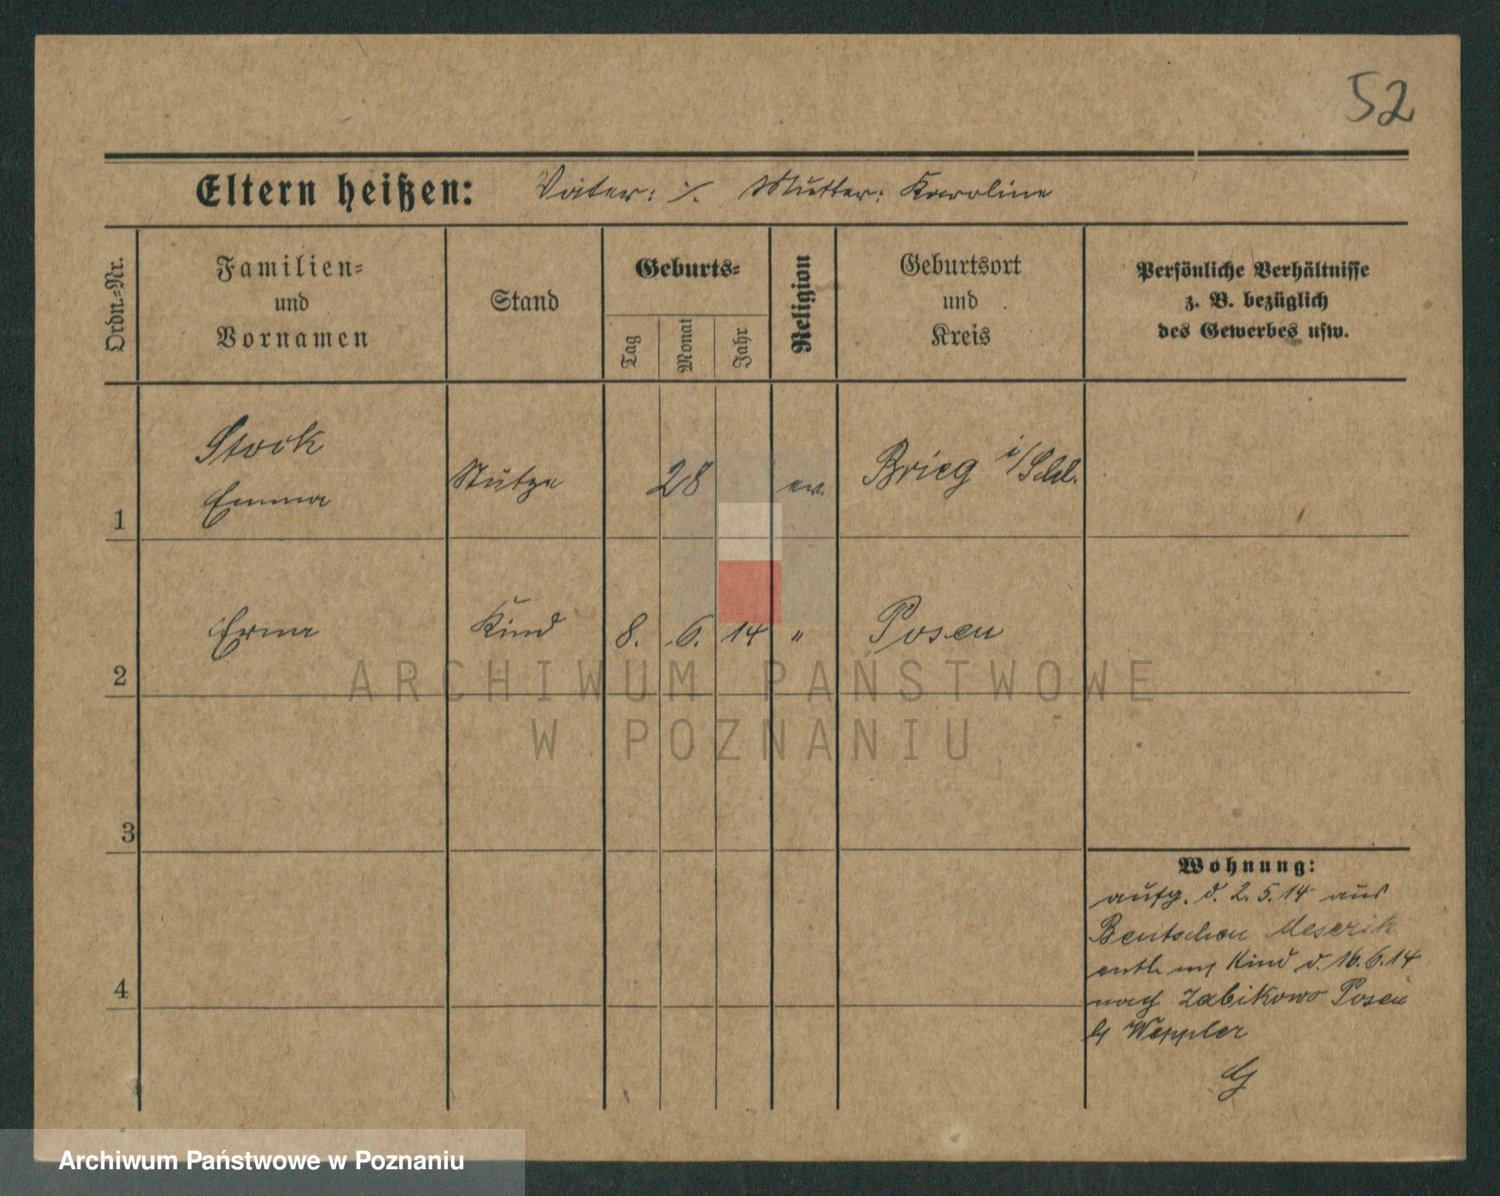 52
Eltern heißen: Vater: ⁒ Mutter: Karoline
Ordn.=Nr.
Familien=
und
Vornamen
Stand
Geburts=
Tag
Monat
Jahr
Religion
Geburtsort
und
Kreis
Persönliche Verhältnisse
z. B. bezüglich
des Gewerbes usw.
1
Stock
Emma
Stütze
28
ev.
Brieg i/Schl.
2
Erna
Kind
8. 6. 14
"
Posen
3
4
Wohnung:
aufg. d. 2.5.14 aus
Bentschen Meseritz
entl. m/ Kind d. 16.6.14
nach Zabikowo Posen
b/ Weppler
ARCHIWUM PAŃSTWOWE
W POZNANIU
Archiwum Państwowe w Poznaniu